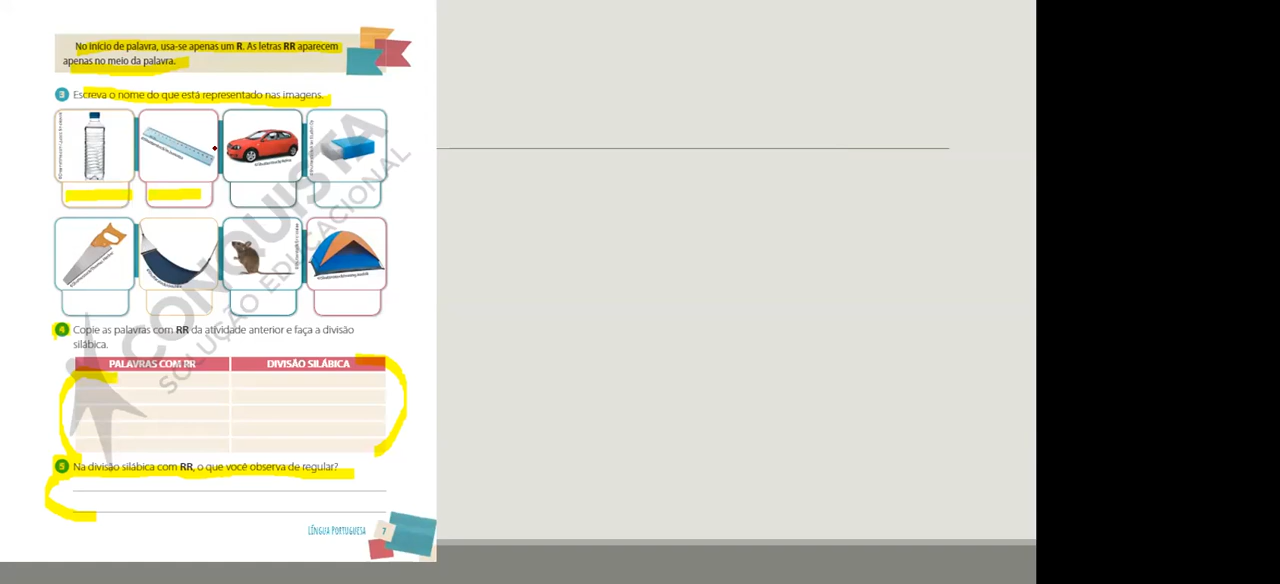 No início de palavra, usa-se apenas um R. As letras RR aparecem
apenas no meio da palavra.
3 Escreva o nome do que está representado nas imagens.
4 Copie as palavras com RR da atividade anterior e faça a divisão
silábica.
PALAVRAS COM RR DIVISÃO SILÁBICA
5 Na divisão silábica com RR, o que você observa de regular?
LÍNGUA PORTUGUESA 7
CONQUISTA
SOLUÇÃO EDUCACIONAL